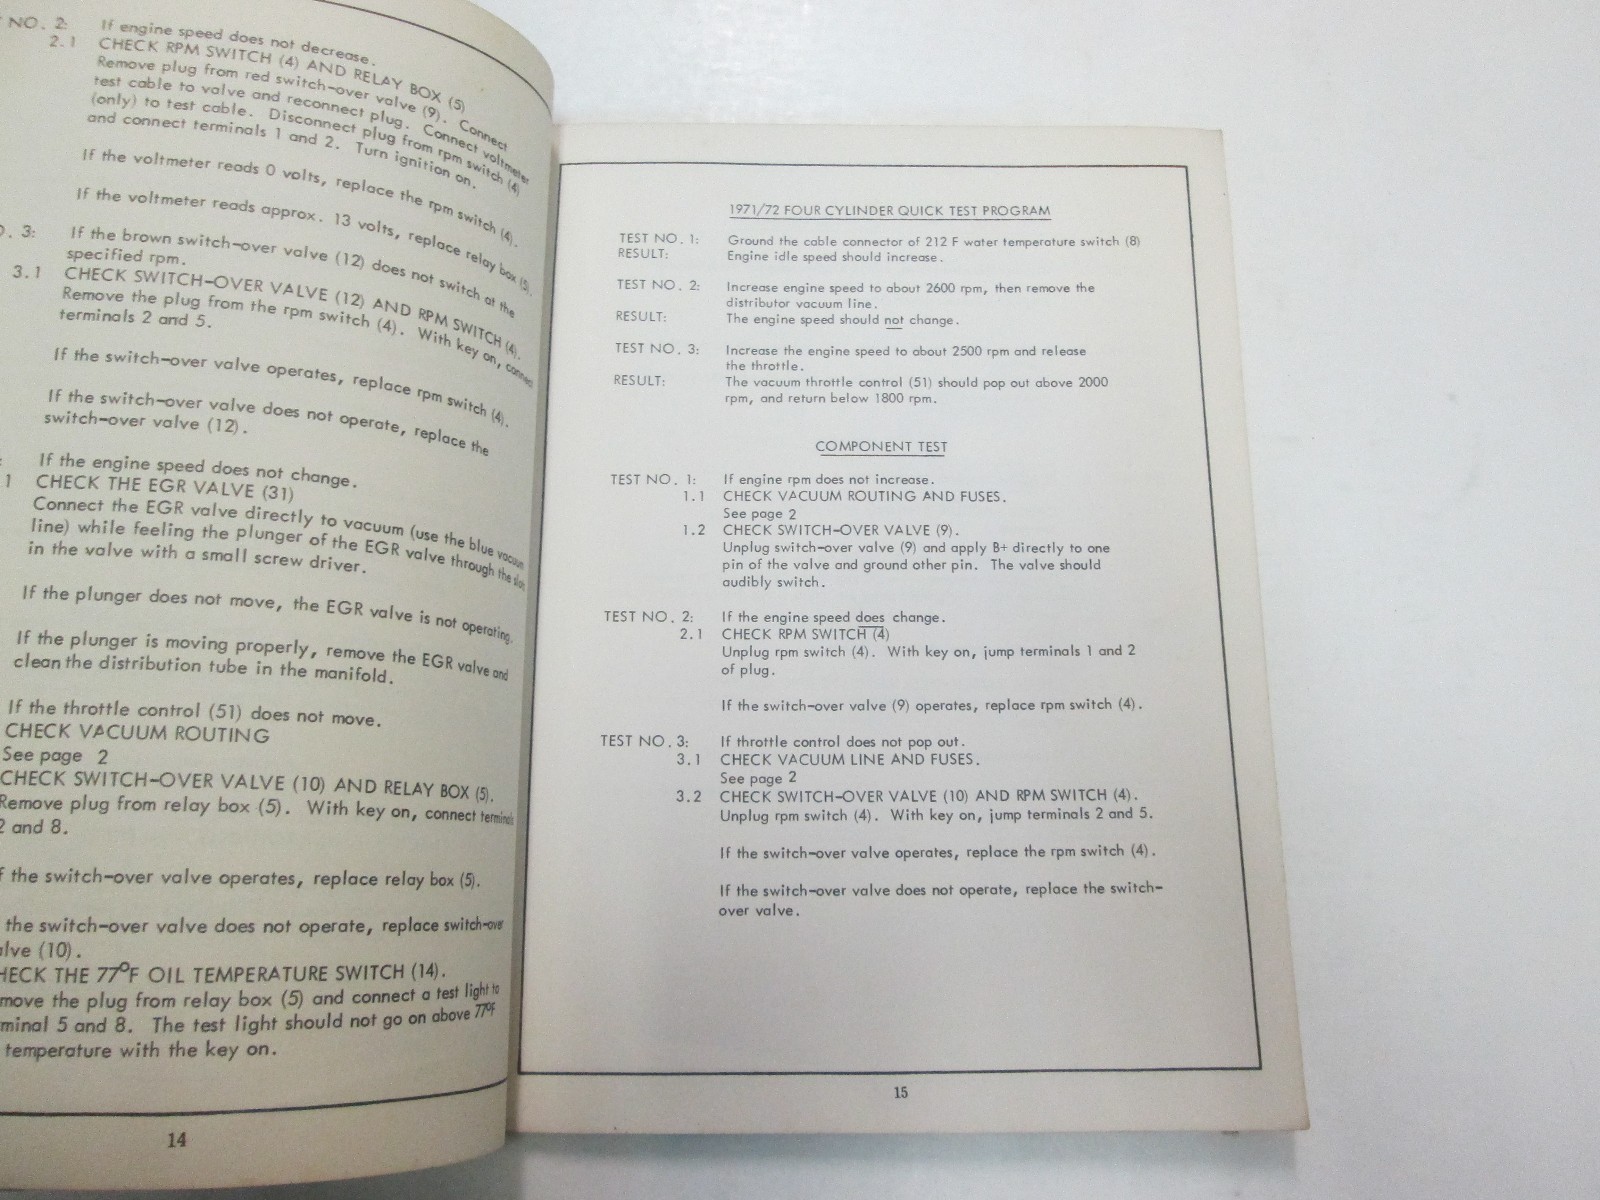 NO. 2: If engine speed does not decrease.
2.1 CHECK RPM SWITCH (4) AND RELAY BOX (5)
Remove plug from red switch-over valve (9). Connect
test cable to valve and reconnect plug. Connect voltmeter
(only) to test cable. Disconnect plug from rpm switch (4)
and connect terminals 1 and 2. Turn ignition on.
If the voltmeter reads 0 volts, replace the rpm switch (4).
If the voltmeter reads approx. 13 volts, replace relay box (5).
3: If the brown switch-over valve (12) does not switch at the
specified rpm.
3.1 CHECK SWITCH-OVER VALVE (12) AND RPM SWITCH (4).
Remove the plug from the rpm switch (4). With key on, connect
terminals 2 and 5.
If the switch-over valve operates, replace rpm switch (4).
If the switch-over valve does not operate, replace the
switch-over valve (12).
If the engine speed does not change.
1 CHECK THE EGR VALVE (31)
Connect the EGR valve directly to vacuum (use the blue vacuum
line) while feeling the plunger of the EGR valve through the slots
in the valve with a small screw driver.
If the plunger does not move, the EGR valve is not operating.
If the plunger is moving properly, remove the EGR valve and
clean the distribution tube in the manifold.
If the throttle control (51) does not move.
CHECK VACUUM ROUTING
See page 2
CHECK SWITCH-OVER VALVE (10) AND RELAY BOX (5).
Remove plug from relay box (5). With key on, connect terminals
2 and 8.
f the switch-over valve operates, replace relay box (5).
the switch-over valve does not operate, replace switch-over
alve (10).
HECK THE 77°F OIL TEMPERATURE SWITCH (14).
move the plug from relay box (5) and connect a test light to
minal 5 and 8. The test light should not go on above 77°F
temperature with the key on.
14
1971/72 FOUR CYLINDER QUICK TEST PROGRAM
TEST NO. 1: Ground the cable connector of 212 F water temperature switch (8)
RESULT: Engine idle speed should increase.
TEST NO. 2: Increase engine speed to about 2600 rpm, then remove the
distributor vacuum line.
RESULT: The engine speed should not change.
TEST NO. 3: Increase the engine speed to about 2500 rpm and release
the throttle.
RESULT: The vacuum throttle control (51) should pop out above 2000
rpm, and return below 1800 rpm.
COMPONENT TEST
TEST NO. 1: If engine rpm does not increase.
1.1 CHECK VACUUM ROUTING AND FUSES.
See page 2
1.2 CHECK SWITCH-OVER VALVE (9).
Unplug switch-over valve (9) and apply B+ directly to one
pin of the valve and ground other pin. The valve should
audibly switch.
TEST NO. 2: If the engine speed does change.
2.1 CHECK RPM SWITCH (4)
Unplug rpm switch (4). With key on, jump terminals 1 and 2
of plug.
If the switch-over valve (9) operates, replace rpm switch (4).
TEST NO. 3: If throttle control does not pop out.
3.1 CHECK VACUUM LINE AND FUSES.
See page 2
3.2 CHECK SWITCH-OVER VALVE (10) AND RPM SWITCH (4).
Unplug rpm switch (4). With key on, jump terminals 2 and 5.
If the switch-over valve operates, replace the rpm switch (4).
If the switch-over valve does not operate, replace the switch-
over valve.
15